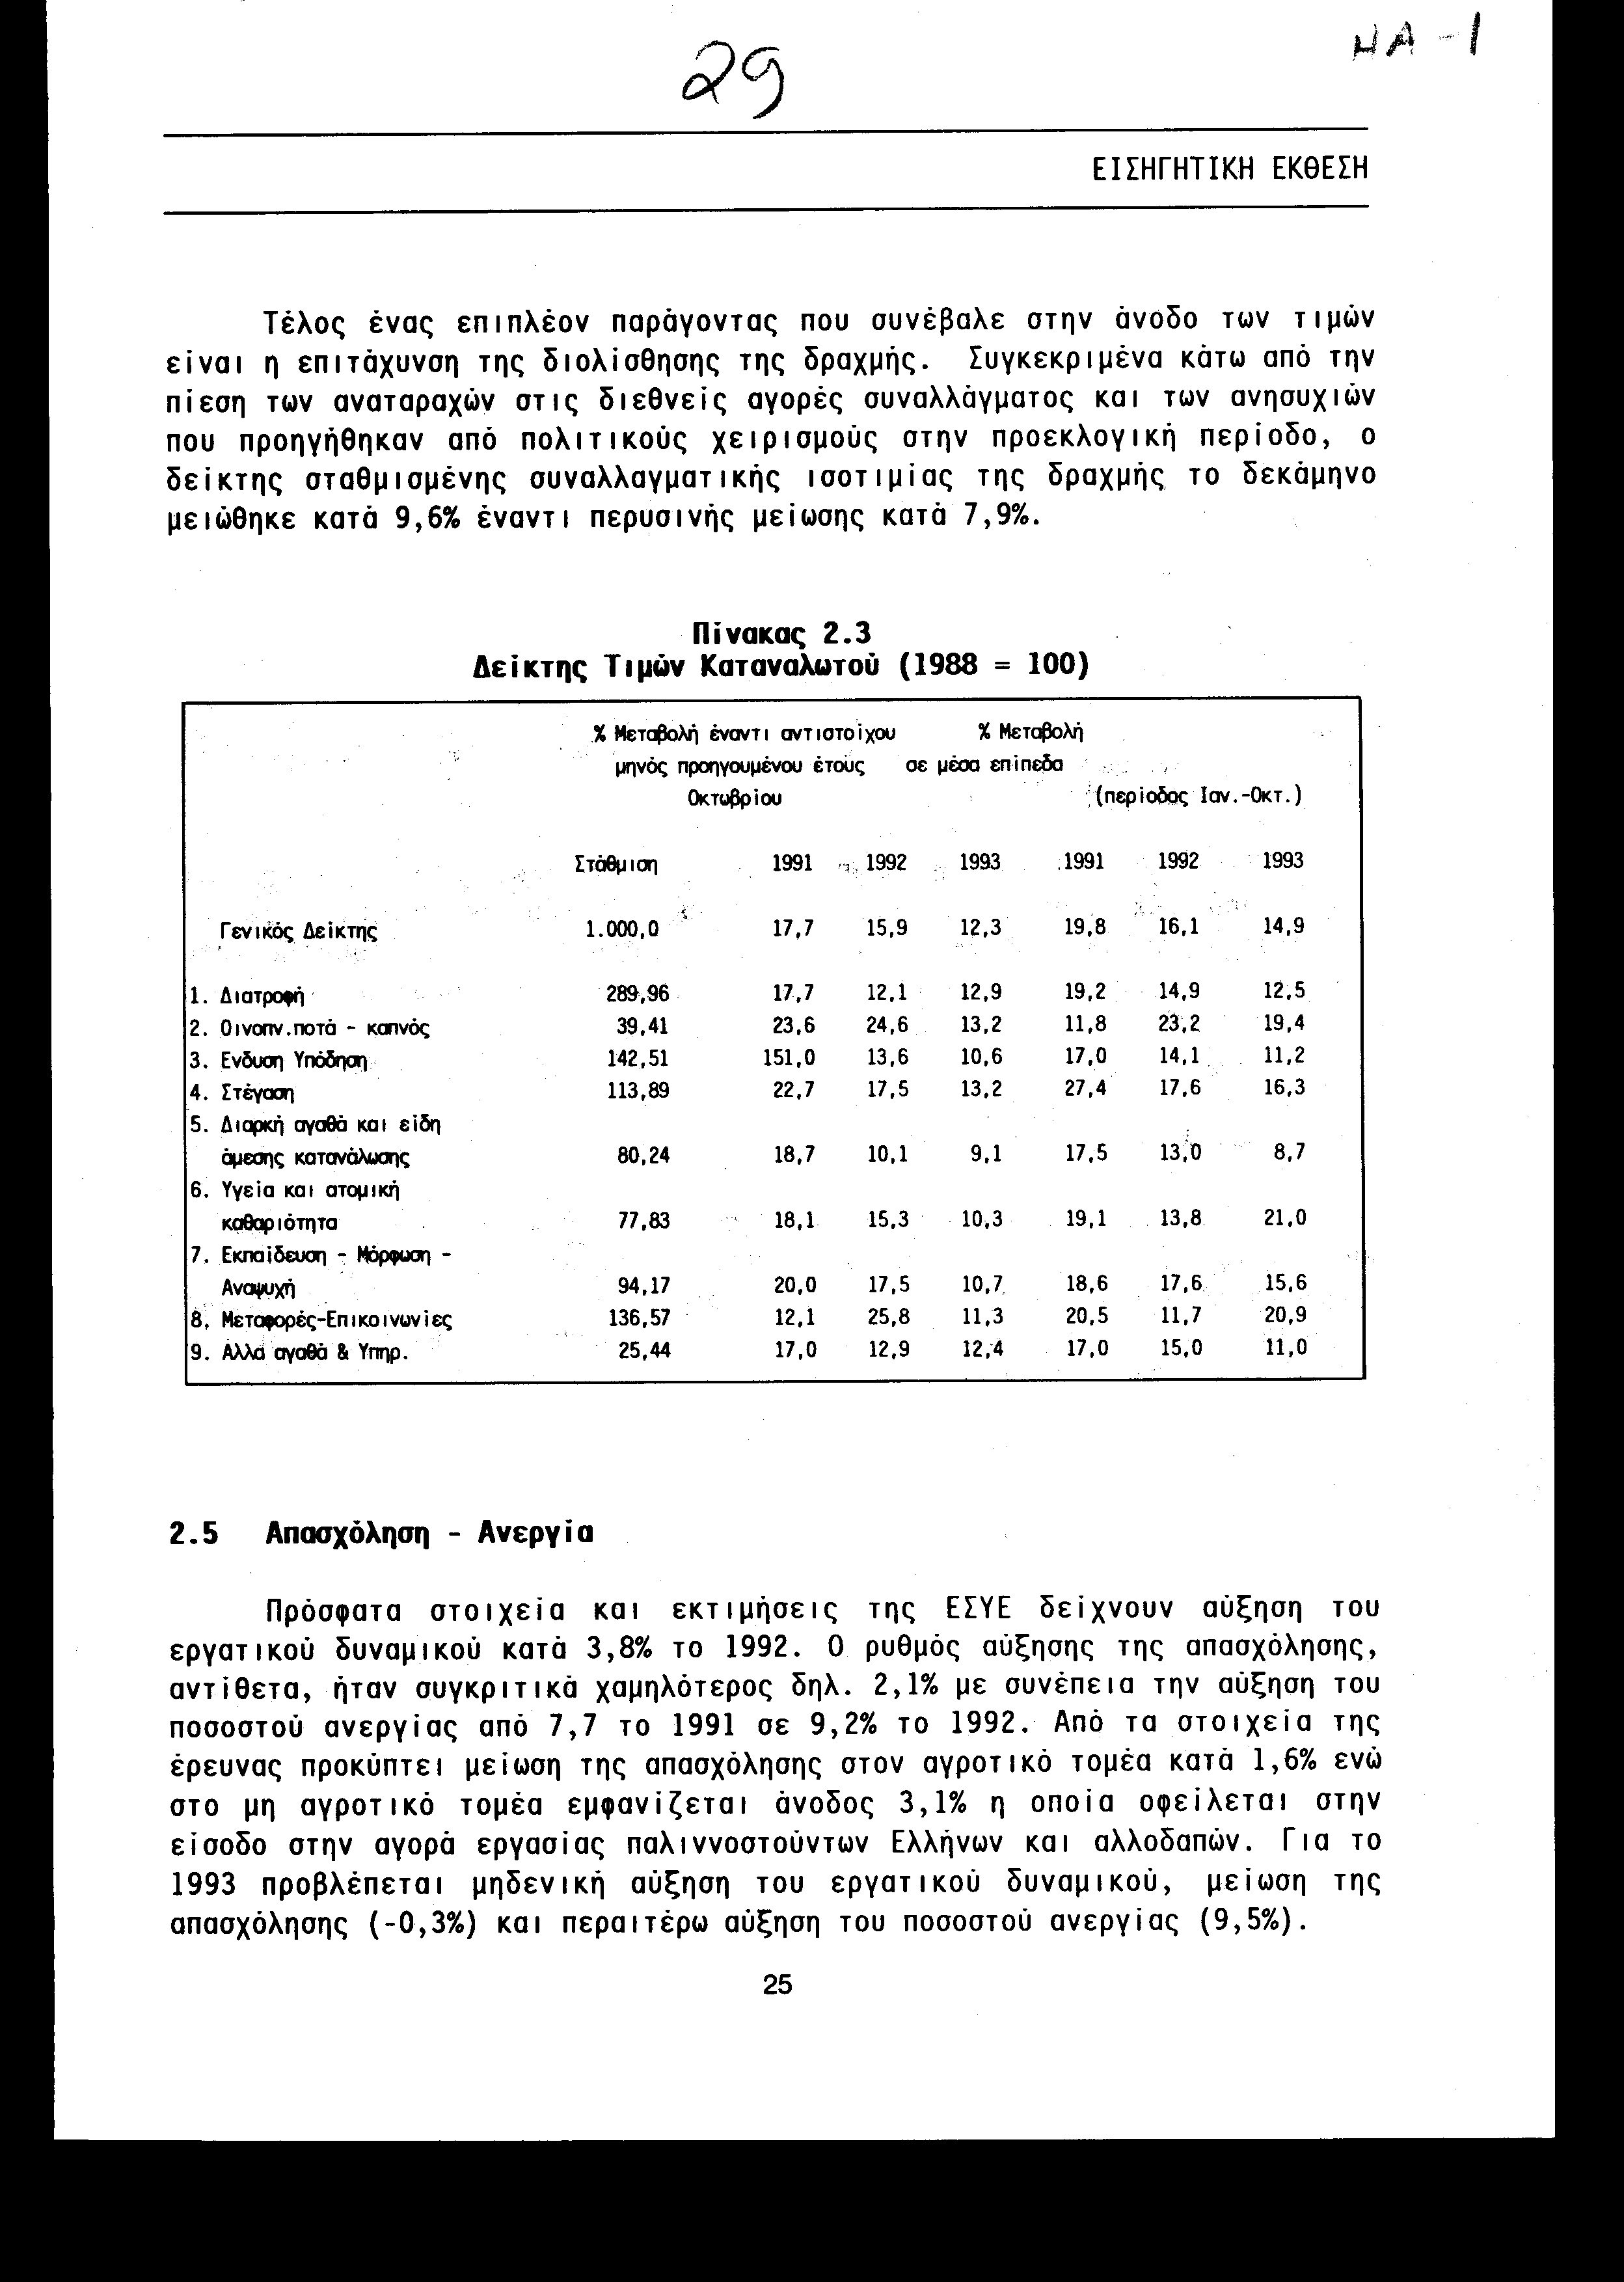 29
ΝΑ - 1
ΕΙΣΗΓΗΤΙΚΗ ΕΚΘΕΣΗ
Τέλος ένας επιπλέον παράγοντας που συνέβαλε στην άνοδο των τιμών
είναι η επιτάχυνση της διολίσθησης της δραχμής. Συγκεκριμένα κάτω από την
πίεση των αναταραχών στις διεθνείς αγορές συναλλάγματος και των ανησυχιών
που προηγήθηκαν από πολιτικούς χειρισμούς στην προεκλογική περίοδο, ο
δείκτης σταθμισμένης συναλλαγματικής ισοτιμίας της δραχμής το δεκάμηνο
μειώθηκε κατά 9,6% έναντι περυσινής μείωσης κατά 7,9%.
Πίνακας 2.3
Δείκτης Τιμών Καταναλωτού (1988 = 100)
% Μεταβολή έναντι αντιστοίχου % Μεταβολή
μηνός προηγουμένου έτους σε μέσα επίπεδα
Οκτωβρίου (περίοδος Ιαν.-Οκτ.)
Στάθμιση 1991 1992 1993 1991 1992 1993
Γενικός Δείκτης 1.000,0 17,7 15,9 12,3 19,8 16,1 14,9
1. Διατροφή 289,96 17,7 12,1 12,9 19,2 14,9 12,5
2. Οινοπν.ποτά - καπνός 39,41 23,6 24,6 13,2 11,8 23,2 19,4
3. Ενδυση Υπόδηση 142,51 151,0 13,6 10,6 17,0 14,1 11,2
4. Στέγαση 113,89 22,7 17,5 13,2 27,4 17,6 16,3
5. Διαρκή αγαθά και είδη
άμεσης κατανάλωσης 80,24 18,7 10,1 9,1 17,5 13,0 8,7
6. Υγεία και ατομική
καθαριότητα 77,83 18,1 15,3 10,3 19,1 13,8 21,0
7. Εκπαίδευση - Μόρφωση -
Αναψυχή 94,17 20,0 17,5 10,7 18,6 17,6 15,6
8. Μεταφορές-Επικοινωνίες 136,57 12,1 25,8 11,3 20,5 11,7 20,9
9. Αλλά αγαθά & Υπηρ. 25,44 17,0 12,9 12,4 17,0 15,0 11,0
2.5 Απασχόληση - Ανεργία
Πρόσφατα στοιχεία και εκτιμήσεις της ΕΣΥΕ δείχνουν αύξηση του
εργατικού δυναμικού κατά 3,8% το 1992. Ο ρυθμός αύξησης της απασχόλησης,
αντίθετα, ήταν συγκριτικά χαμηλότερος δηλ. 2,1% με συνέπεια την αύξηση του
ποσοστού ανεργίας από 7,7 το 1991 σε 9,2% το 1992. Από τα στοιχεία της
έρευνας προκύπτει μείωση της απασχόλησης στον αγροτικό τομέα κατά 1,6% ενώ
στο μη αγροτικό τομέα εμφανίζεται άνοδος 3,1% η οποία οφείλεται στην
είσοδο στην αγορά εργασίας παλιννοστούντων Ελλήνων και αλλοδαπών. Για το
1993 προβλέπεται μηδενική αύξηση του εργατικού δυναμικού, μείωση της
απασχόλησης (-0,3%) και περαιτέρω αύξηση του ποσοστού ανεργίας (9,5%).
25